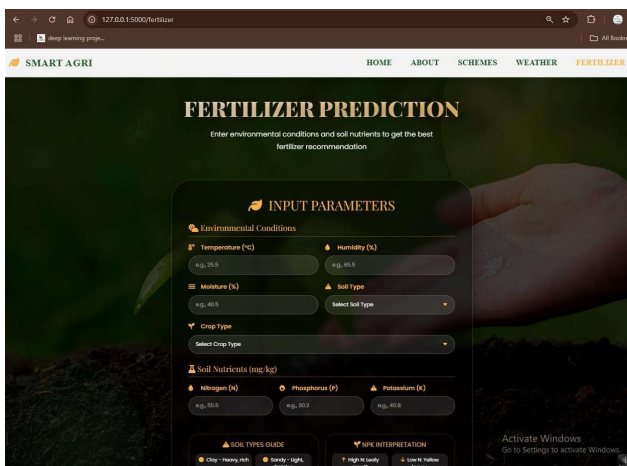 127.0.0.1:5000/fertilizer
deep learning proje...
All Bookn
SMART AGRI
HOME ABOUT SCHEMES WEATHER FERTILIZER
FERTILIZER PREDICTION
Enter environmental conditions and soil nutrients to get the best
fertilizer recommendation
INPUT PARAMETERS
Environmental Conditions
Temperature (°C) Humidity (%)
e.g., 25.5 e.g., 65.5
Moisture (%) Soil Type
e.g., 40.5 Select Soil Type
Crop Type
Select Crop Type
Soil Nutrients (mg/kg)
Nitrogen (N) Phosphorus (P) Potassium (K)
e.g., 50.5 e.g., 30.2 e.g., 40.8
SOIL TYPES GUIDE NPK INTERPRETATION
Clay - Heavy, rich Sandy - Light, High N: Leafy Low N: Yellow
Activate Windows
Go to Settings to activate Windows.